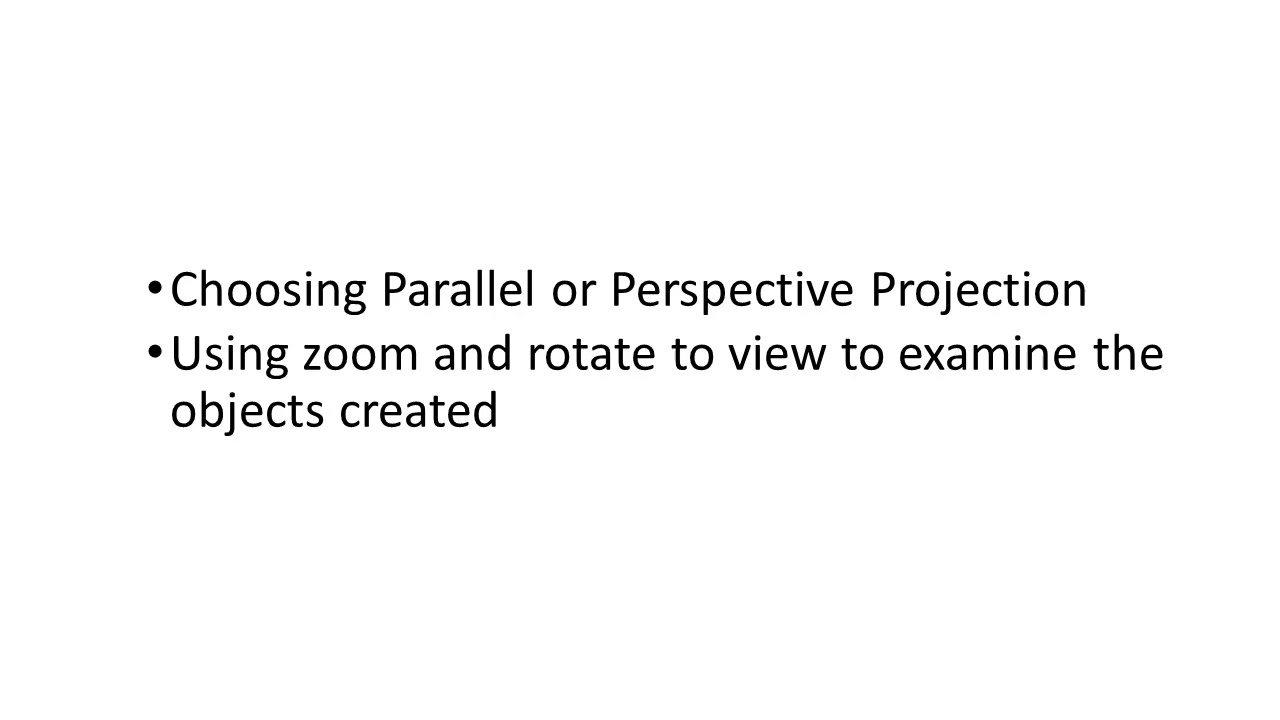 •Choosing Parallel or Perspective Projection
•Using zoom and rotate to view to examine the
objects created